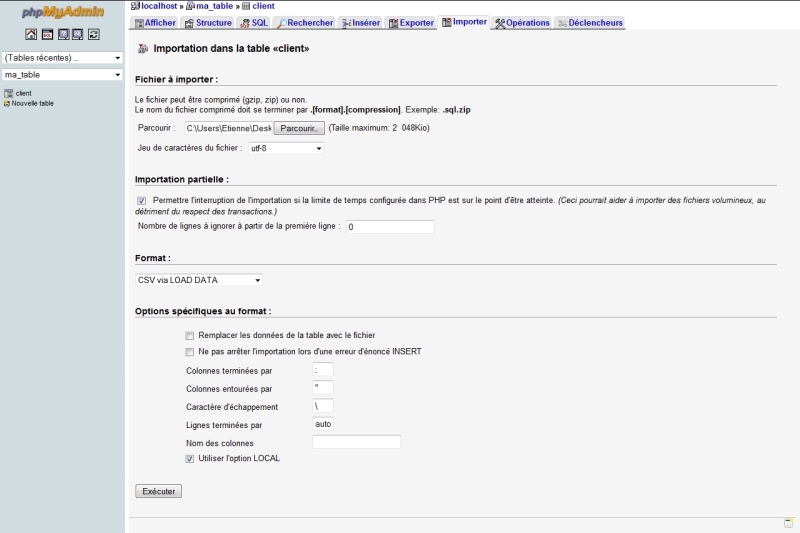 phpMyAdmin
localhost » ma_table » client
Afficher Structure SQL Rechercher Insérer Exporter Importer Opérations Déclencheurs
(Tables récentes) ...
ma_table
client
Nouvelle table
Importation dans la table «client»
Fichier à importer :
Le fichier peut être comprimé (gzip, zip) ou non.
Le nom du fichier comprimé doit se terminer par .[format].[compression]. Exemple: .sql.zip
Parcourir : C:\Users\Etienne\Desk Parcourir.. (Taille maximum: 2 048Kio)
Jeu de caractères du fichier : utf-8
Importation partielle :
Permettre l'interruption de l'importation si la limite de temps configurée dans PHP est sur le point d'être atteinte. (Ceci pourrait aider à importer des fichiers volumineux, au
détriment du respect des transactions.)
Nombre de lignes à ignorer à partir de la première ligne : 0
Format :
CSV via LOAD DATA
Options spécifiques au format :
Remplacer les données de la table avec le fichier
Ne pas arrêter l'importation lors d'une erreur d'énoncé INSERT
Colonnes terminées par ;
Colonnes entourées par "
Caractère d'échappement \
Lignes terminées par auto
Nom des colonnes
Utiliser l'option LOCAL
Exécuter